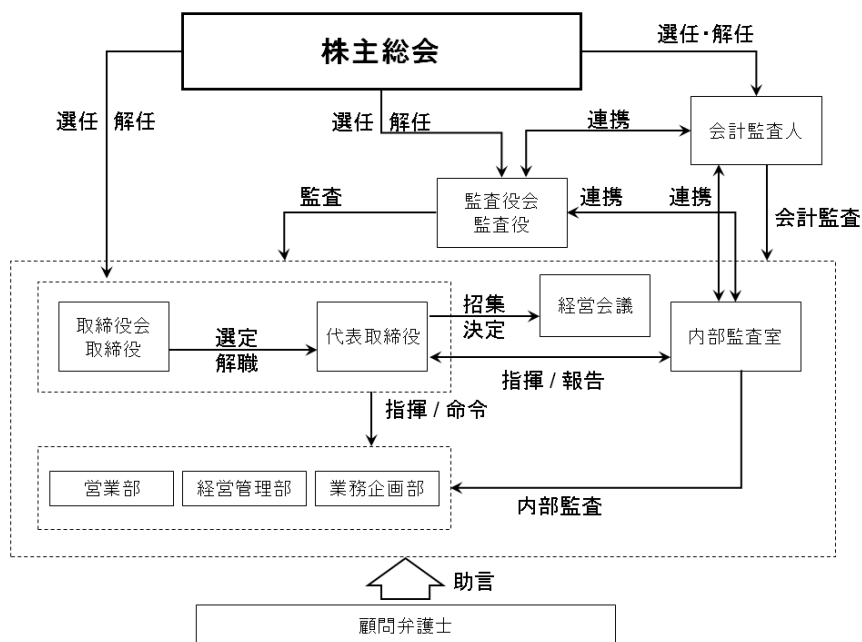 株主総会
選任・解任
選任 解任
選任 解任
連携
会計監査人
監査役会
監査役
監査
連携
連携
会計監査
取締役会
取締役
選定
解職
代表取締役
招集
決定
経営会議
内部監査室
指揮 / 報告
指揮 / 命令
営業部
経営管理部
業務企画部
内部監査
助言
顧問弁護士